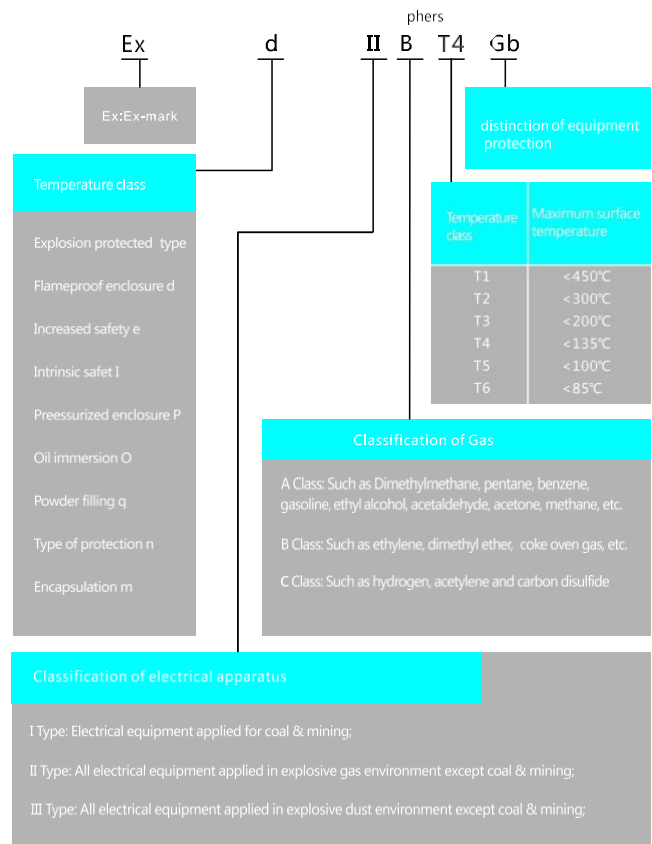 phers
Ex d II B T4 Gb
Ex:Ex-mark
distinction of equipment
protection
Temperature class
Explosion protected type
Flameproof enclosure d
Increased safety e
Intrinsic safet I
Preessurized enclosure P
Oil immersion O
Powder filling q
Type of protection n
Encapsulation m
Temperature
class
Maximum surface
temperature
T1 <450℃
T2 <300℃
T3 <200℃
T4 <135℃
T5 <100℃
T6 <85℃
Classification of Gas
A Class: Such as Dimethylmethane, pentane, benzene,
gasoline, ethyl alcohol, acetaldehyde, acetone, methane, etc.
B Class: Such as ethylene, dimethyl ether, coke oven gas, etc.
C Class: Such as hydrogen, acetylene and carbon disulfide
Classification of electrical apparatus
I Type: Electrical equipment applied for coal & mining;
II Type: All electrical equipment applied in explosive gas environment except coal & mining;
III Type: All electrical equipment applied in explosive dust environment except coal & mining;